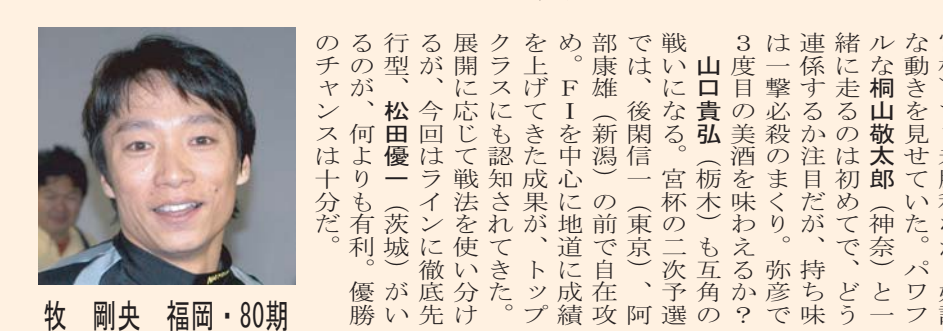 な動きを見せていた。パワフ
ルな桐山敬太郎（神奈）と一
緒に走るのは初めてで、どう
連係するか注目だが、持ち味
は一撃必殺のまくり。弥彦で
３度目の美酒を味わえるか？
　山口貴弘（栃木）も互角の
戦いになる。宮杯の二次予選
では、後閑信一（東京）、阿
部康雄（新潟）の前で自在攻
め。ＦⅠを中心に地道に成績
を上げてきた成果が、トップ
クラスにも認知されてきた。
展開に応じて戦法を使い分け
るが、今回はラインに徹底先
行型、松田優一（茨城）がい
るのが、何よりも有利。優勝
のチャンスは十分だ。
牧　剛央　福岡・80期